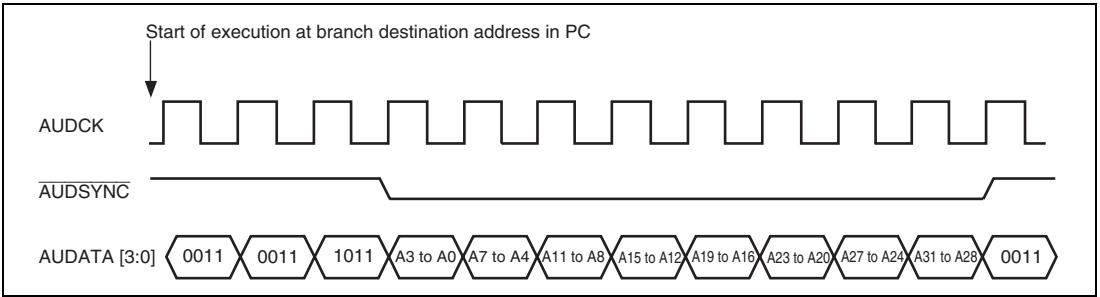 Start of execution at branch destination address in PC
AUDCK
AUDSYNC
AUDATA [3:0] 0011 0011 1011 A3 to A0 A7 to A4 A11 to A8 A15 to A12 A19 to A16 A23 to A20 A27 to A24 A31 to A28 0011